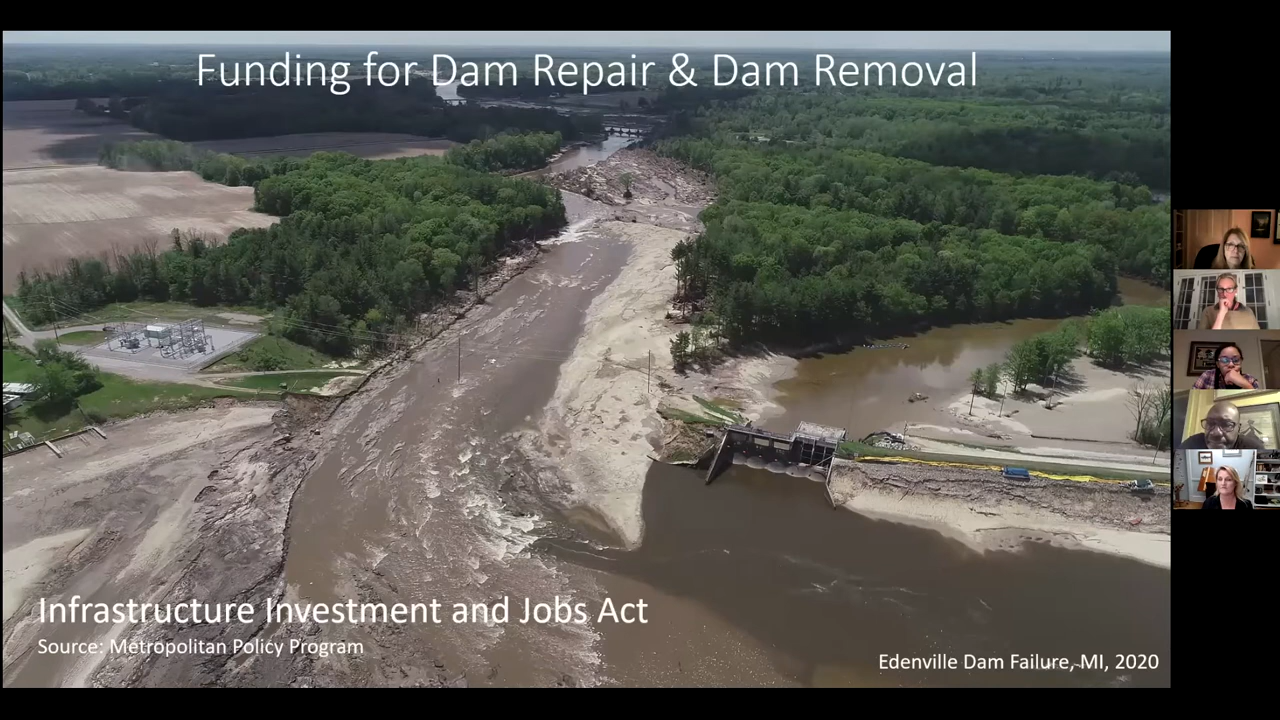 Funding for Dam Repair & Dam Removal
Infrastructure Investment and Jobs Act
Source: Metropolitan Policy Program
Edenville Dam Failure, MI, 2020